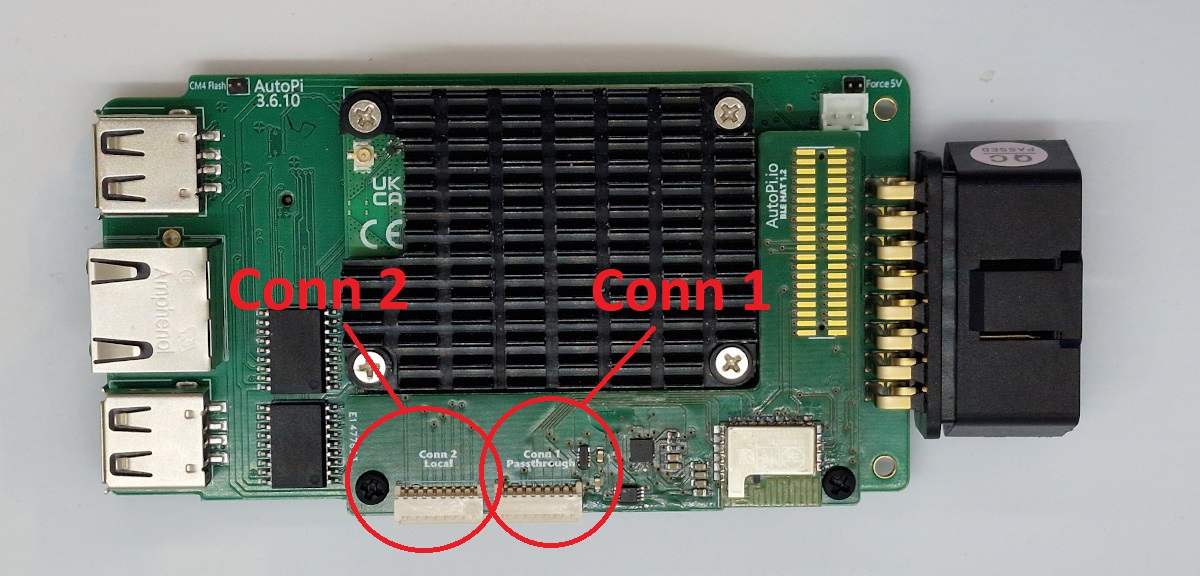 CM4 Flash
AutoPi
3.6.10
Force 5V
QC
PASSED
AutoPi.io
BLE HAT 1.2
UK
CA
CE
Amphenol
Conn 2
Conn 1
Conn 2
Local
Conn 1
Passthrough